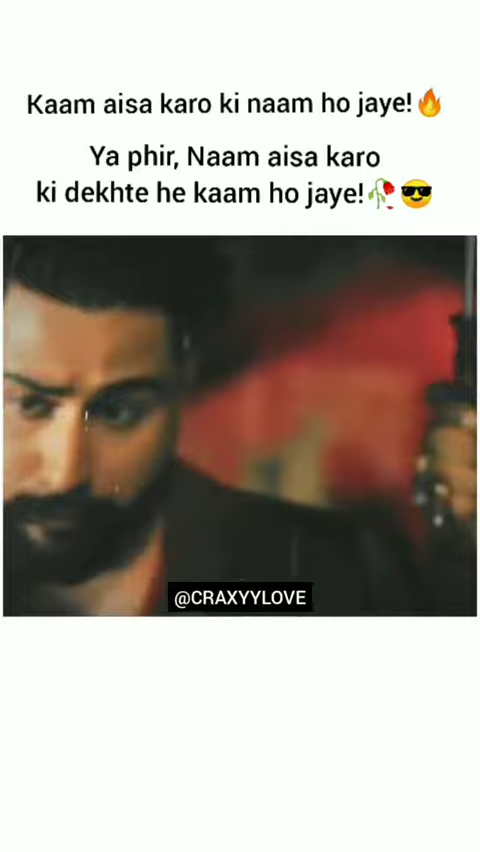 Kaam aisa karo ki naam ho jaye!🔥
Ya phir, Naam aisa karo
ki dekhte he kaam ho jaye!🥀😎
@CRAXYYLOVE